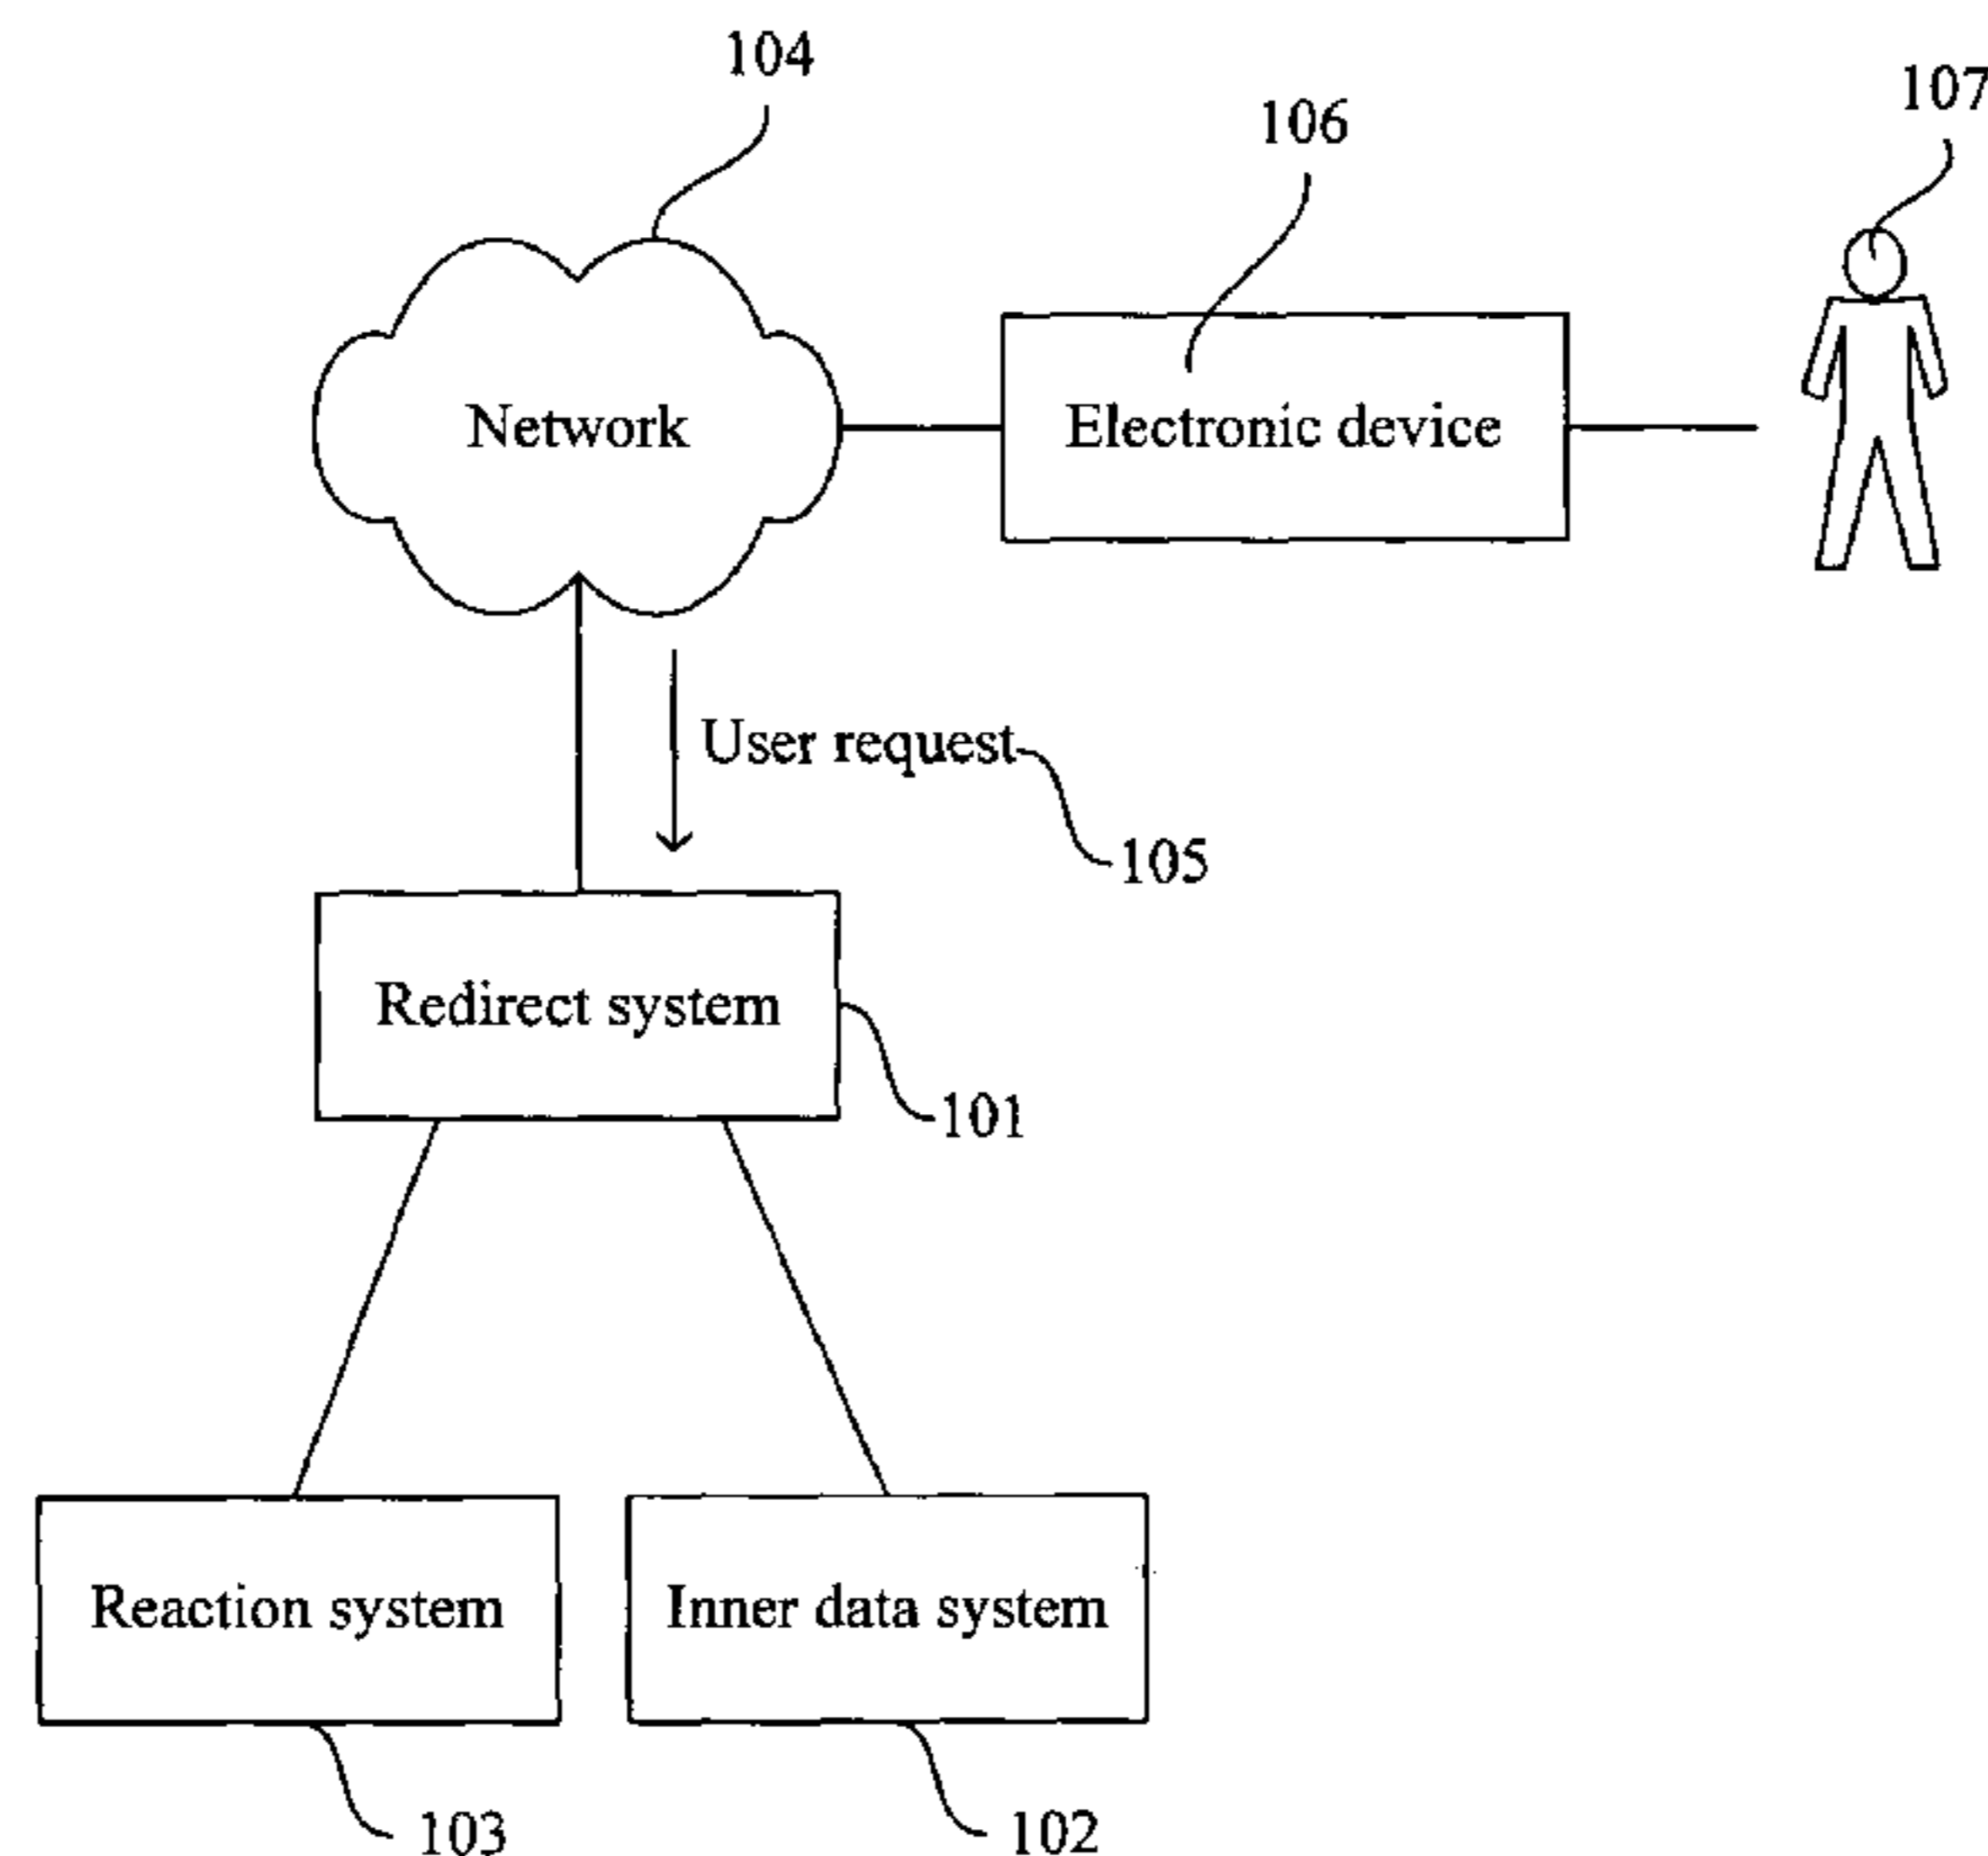 104
106
107
Network
Electronic device
User request
105
Redirect system
101
Reaction system
Inner data system
103
102